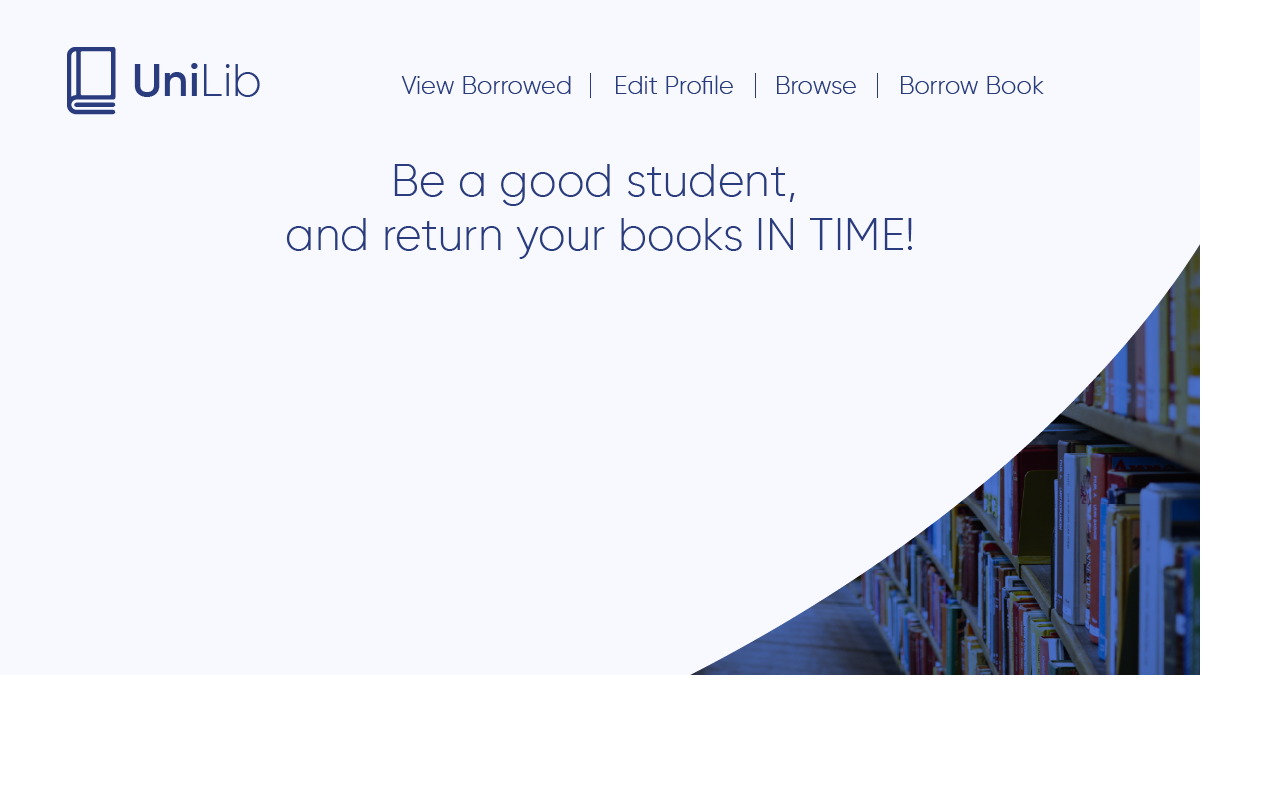 UniLib
View Borrowed | Edit Profile | Browse | Borrow Book
Be a good student,
and return your books IN TIME!